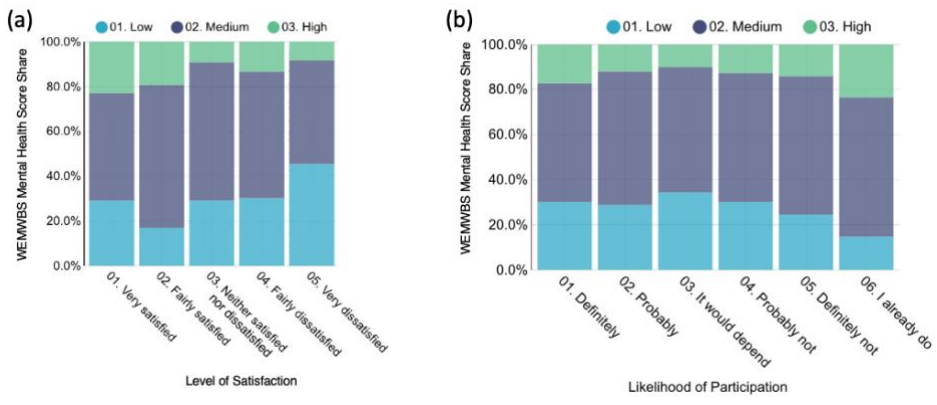 (a)
01. Low 02. Medium 03. High
WEMWBS Mental Health Score Share
100.0%
80.0%
60.0%
40.0%
20.0%
0.0%
01. Very satisfied
02. Fairly satisfied
03. Neither satisfied
nor dissatisfied
04. Fairly dissatisfied
05. Very dissatisfied
Level of Satisfaction
(b)
01. Low 02. Medium 03. High
WEMWBS Mental Health Score Share
100.0%
80.0%
60.0%
40.0%
20.0%
0.0%
01. Definitely
02. Probably
03. It would depend
04. Probably not
05. Definitely not
06. I already do
Likelihood of Participation